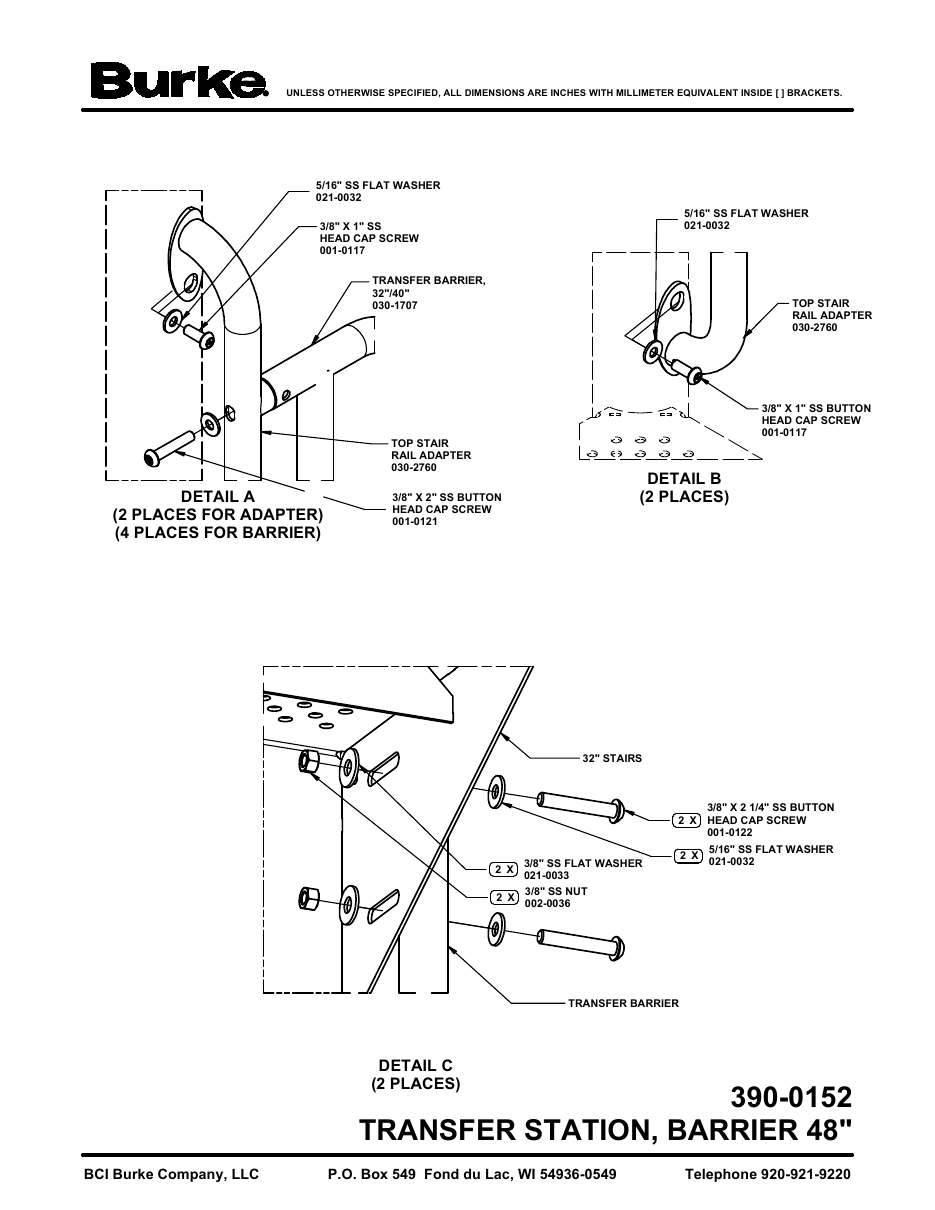 Burke
UNLESS OTHERWISE SPECIFIED, ALL DIMENSIONS ARE INCHES WITH MILLIMETER EQUIVALENT INSIDE [ ] BRACKETS.
5/16" SS FLAT WASHER
021-0032
3/8" X 1" SS
HEAD CAP SCREW
001-0117
TRANSFER BARRIER,
32"/40"
030-1707
TOP STAIR
RAIL ADAPTER
030-2760
3/8" X 2" SS BUTTON
HEAD CAP SCREW
001-0121
DETAIL A
(2 PLACES FOR ADAPTER)
(4 PLACES FOR BARRIER)
5/16" SS FLAT WASHER
021-0032
TOP STAIR
RAIL ADAPTER
030-2760
3/8" X 1" SS BUTTON
HEAD CAP SCREW
001-0117
DETAIL B
(2 PLACES)
32" STAIRS
2 X
3/8" X 2 1/4" SS BUTTON
HEAD CAP SCREW
001-0122
2 X
5/16" SS FLAT WASHER
021-0032
2 X
3/8" SS FLAT WASHER
021-0033
2 X
3/8" SS NUT
002-0036
TRANSFER BARRIER
DETAIL C
(2 PLACES)
390-0152
TRANSFER STATION, BARRIER 48"
BCI Burke Company, LLC P.O. Box 549 Fond du Lac, WI 54936-0549 Telephone 920-921-9220